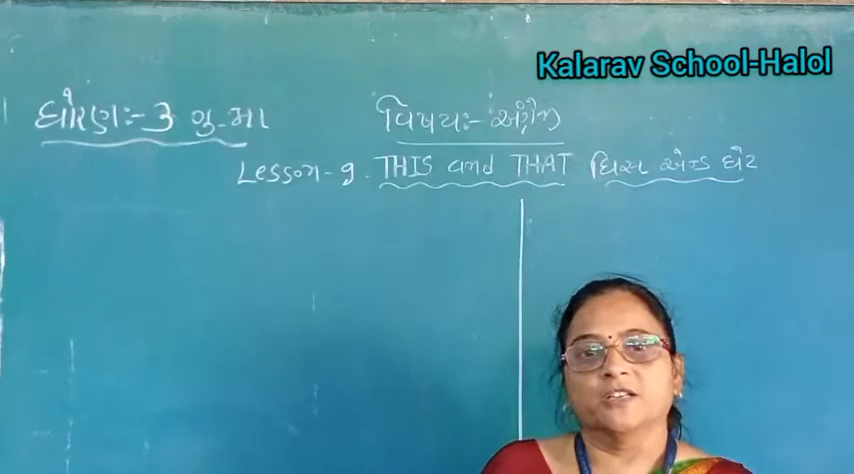 Kalarav School-Halol
ધોરણ:- 3 ગુ.મા
વિષય:- અંગ્રેજી
Lesson-9. THIS and THAT ધિસ એન્ડ ધૅટ